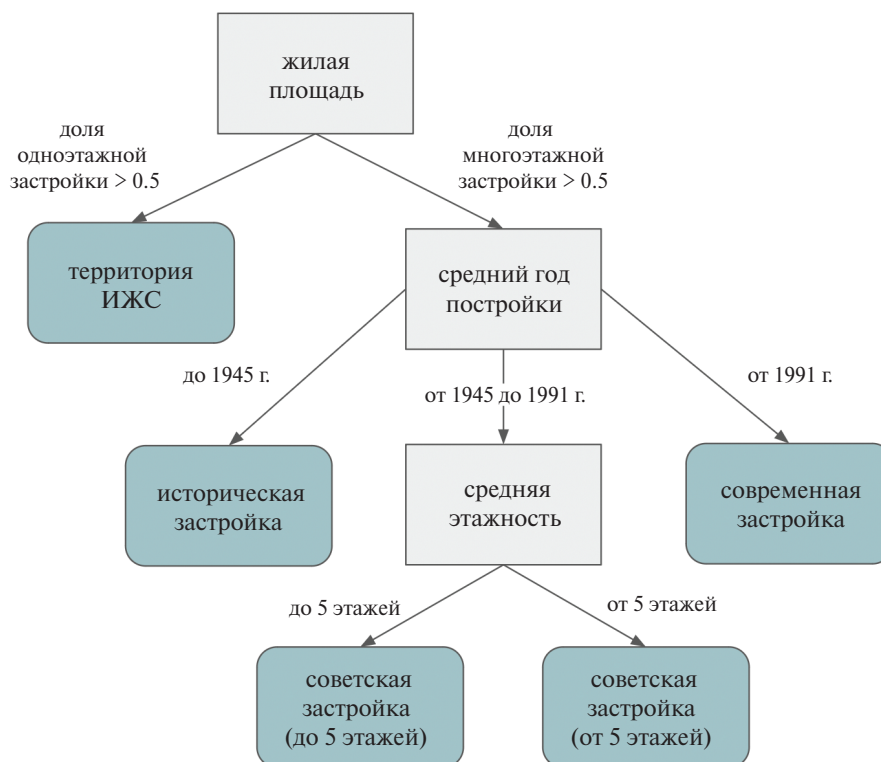 жилая
площадь
доля
одноэтажной
застройки > 0.5
доля
многоэтажной
застройки > 0.5
территория
ИЖС
средний год
постройки
до 1945 г.
от 1945 до 1991 г.
от 1991 г.
историческая
застройка
средняя
этажность
современная
застройка
до 5 этажей
от 5 этажей
советская
застройка
(до 5 этажей)
советская
застройка
(от 5 этажей)